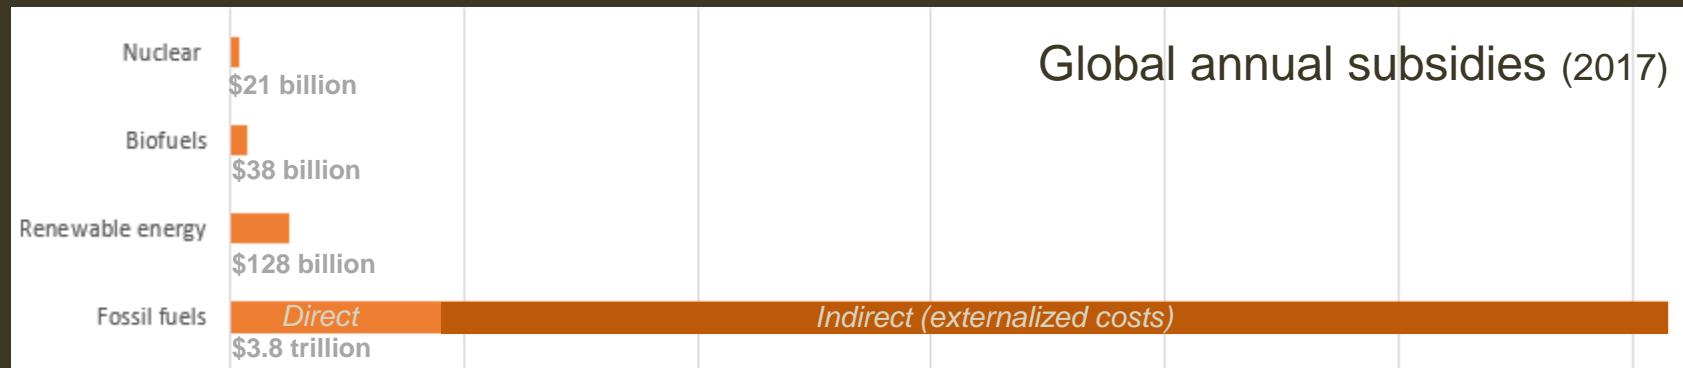 Global annual subsidies (2017)
Nuclear
$21 billion
Biofuels
$38 billion
Renewable energy
$128 billion
Fossil fuels
Direct
Indirect (externalized costs)
$3.8 trillion